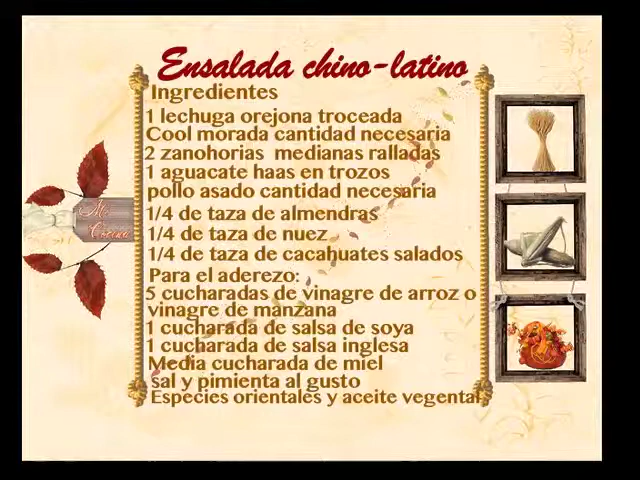 Ensalada chino-latino
Ingredientes
1 lechuga orejona troceada
Cool morada cantidad necesaria
2 zanohorias medianas ralladas
1 aguacate haas en trozos
pollo asado cantidad necesaria
1/4 de taza de almendras
1/4 de taza de nuez
1/4 de taza de cacahuates salados
Para el aderezo:
5 cucharadas de vinagre de arroz o
vinagre de manzana
1 cucharada de salsa de soya
1 cucharada de salsa inglesa
Media cucharada de miel
sal y pimienta al gusto
Especies orientales y aceite vegental
Mi
Cocina